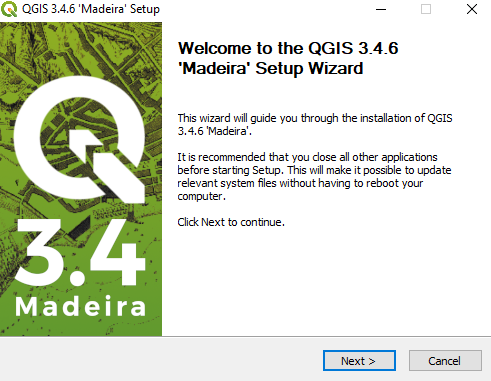 QGIS 3.4.6 'Madeira' Setup
Welcome to the QGIS 3.4.6
'Madeira' Setup Wizard
This wizard will guide you through the installation of QGIS
3.4.6 'Madeira'.
It is recommended that you close all other applications
before starting Setup. This will make it possible to update
relevant system files without having to reboot your
computer.
Click Next to continue.
3.4
Madeira
Next >
Cancel